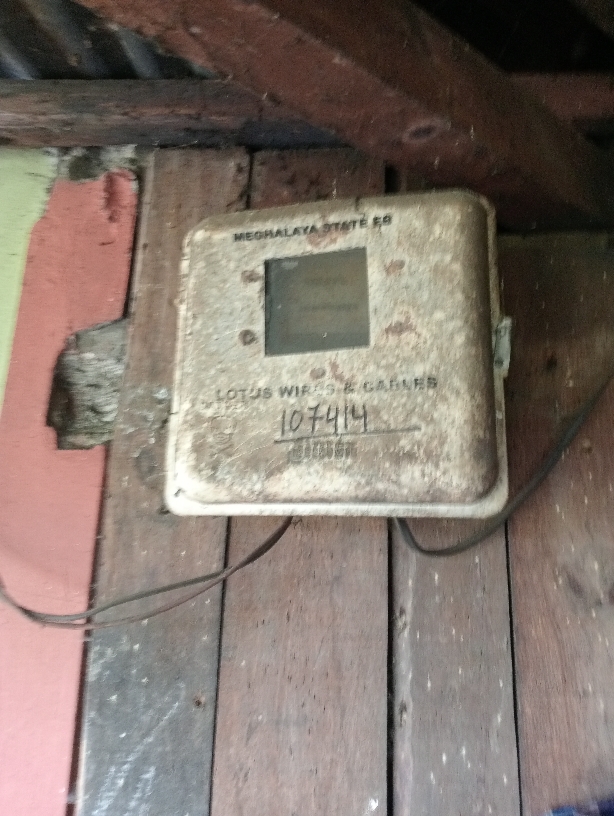 MEGHALAYA STATE EB
LOTUS WIRES & CABLES
107414